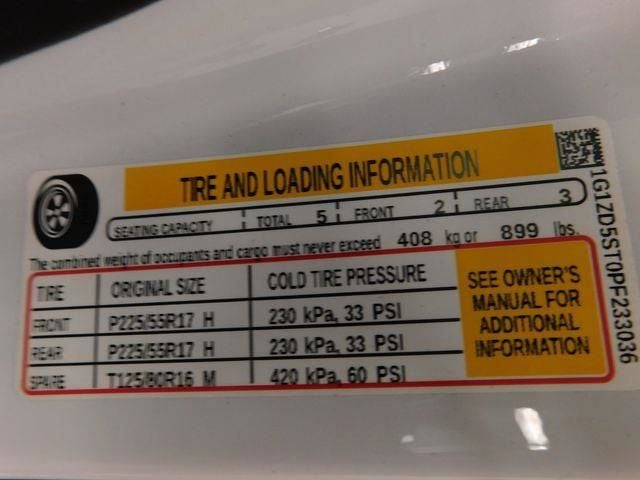 TIRE AND LOADING INFORMATION
SEATING CAPACITY TOTAL 5 FRONT 2 REAR 3
The combined weight of occupants and cargo must never exceed 408 kg or 899 lbs.
TIRE ORIGINAL SIZE COLD TIRE PRESSURE
FRONT P225/55R17 H 230 kPa, 33 PSI
REAR P225/55R17 H 230 kPa, 33 PSI
SPARE T125/80R16 M 420 kPa, 60 PSI
SEE OWNER'S
MANUAL FOR
ADDITIONAL
INFORMATION
1G1ZD5ST0PF233036